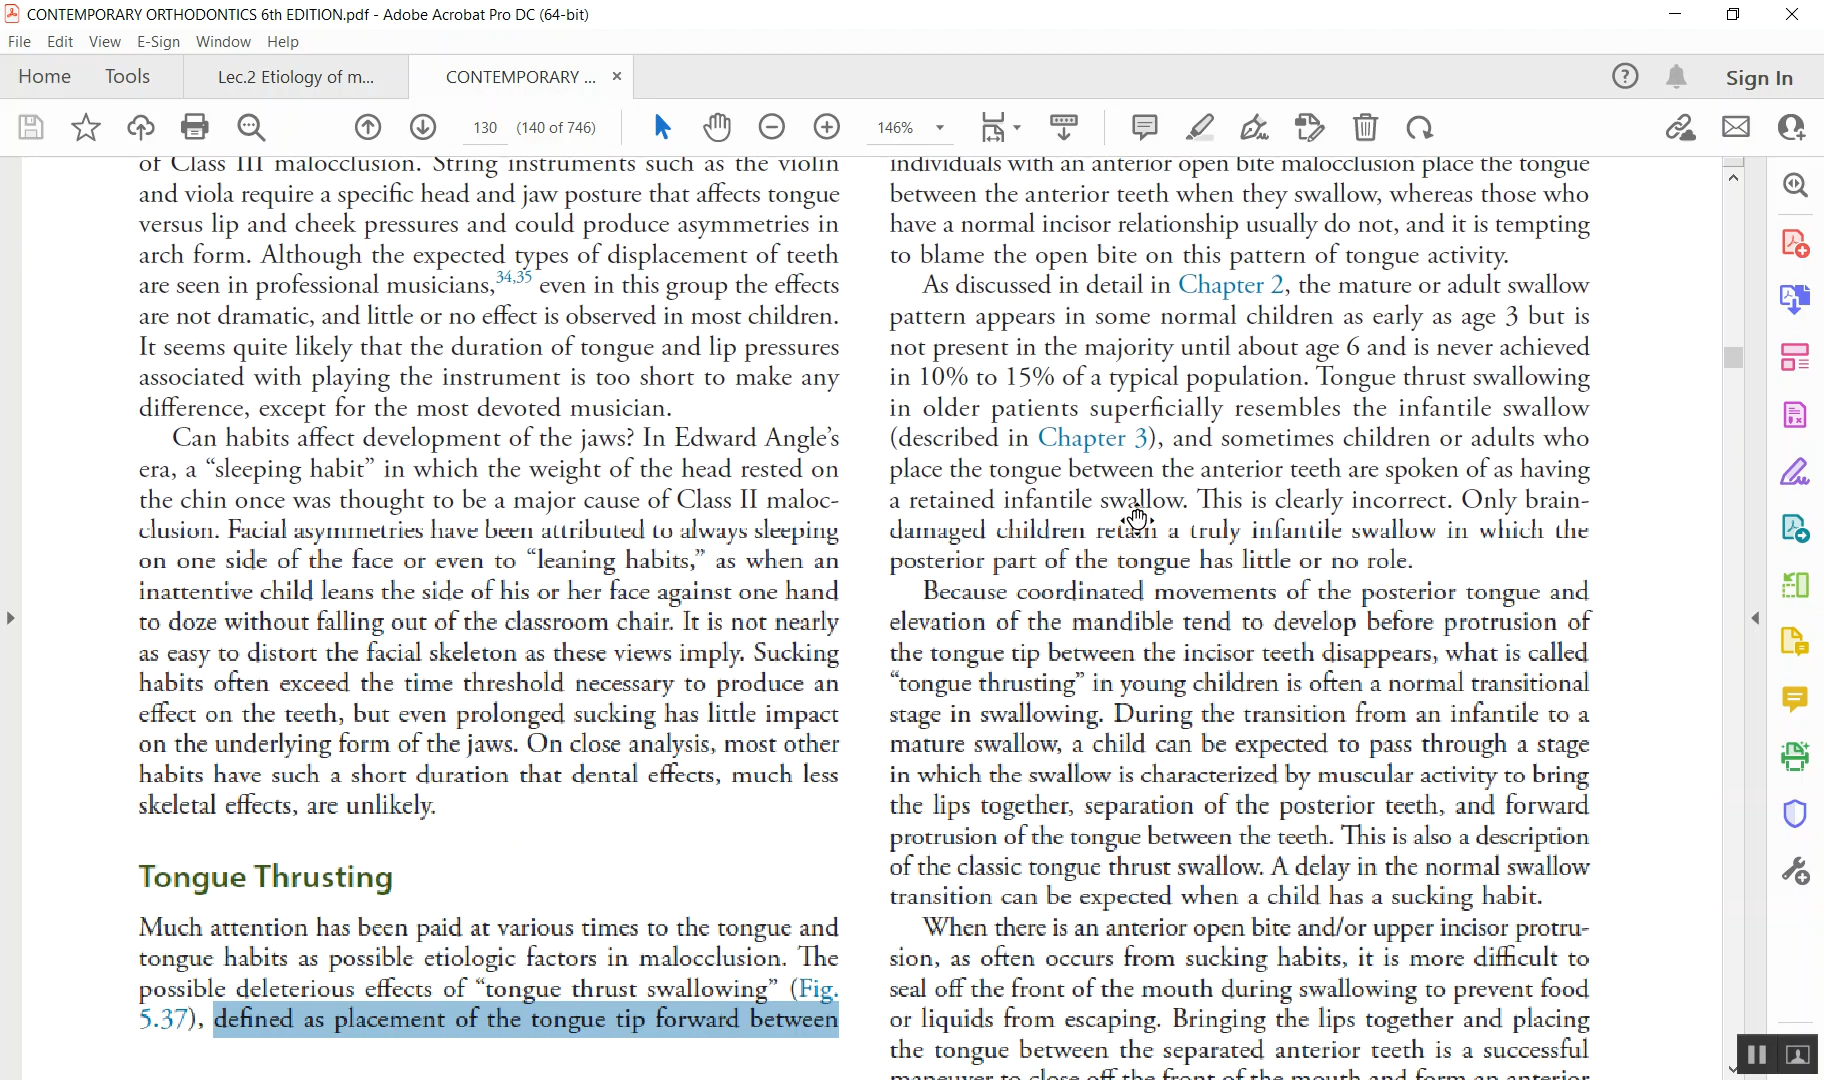 CONTEMPORARY ORTHODONTICS 6th EDITION.pdf - Adobe Acrobat Pro DC (64-bit)
File Edit View E-Sign Window Help
Home Tools Lec.2 Etiology of m... CONTEMPORARY ... ×
Sign In
130 (140 of 746) 146%
of Class III malocclusion. String instruments such as the violin
and viola require a specific head and jaw posture that affects tongue
versus lip and cheek pressures and could produce asymmetries in
arch form. Although the expected types of displacement of teeth
are seen in professional musicians,34,35 even in this group the effects
are not dramatic, and little or no effect is observed in most children.
It seems quite likely that the duration of tongue and lip pressures
associated with playing the instrument is too short to make any
difference, except for the most devoted musician.
Can habits affect development of the jaws? In Edward Angle’s
era, a “sleeping habit” in which the weight of the head rested on
the chin once was thought to be a major cause of Class II maloc-
clusion. Facial asymmetries have been attributed to always sleeping
on one side of the face or even to “leaning habits,” as when an
inattentive child leans the side of his or her face against one hand
to doze without falling out of the classroom chair. It is not nearly
as easy to distort the facial skeleton as these views imply. Sucking
habits often exceed the time threshold necessary to produce an
effect on the teeth, but even prolonged sucking has little impact
on the underlying form of the jaws. On close analysis, most other
habits have such a short duration that dental effects, much less
skeletal effects, are unlikely.
Tongue Thrusting
Much attention has been paid at various times to the tongue and
tongue habits as possible etiologic factors in malocclusion. The
possible deleterious effects of “tongue thrust swallowing” (Fig.
5.37), defined as placement of the tongue tip forward between
individuals with an anterior open bite malocclusion place the tongue
between the anterior teeth when they swallow, whereas those who
have a normal incisor relationship usually do not, and it is tempting
to blame the open bite on this pattern of tongue activity.
As discussed in detail in Chapter 2, the mature or adult swallow
pattern appears in some normal children as early as age 3 but is
not present in the majority until about age 6 and is never achieved
in 10% to 15% of a typical population. Tongue thrust swallowing
in older patients superficially resembles the infantile swallow
(described in Chapter 3), and sometimes children or adults who
place the tongue between the anterior teeth are spoken of as having
a retained infantile swallow. This is clearly incorrect. Only brain-
damaged children retain a truly infantile swallow in which the
posterior part of the tongue has little or no role.
Because coordinated movements of the posterior tongue and
elevation of the mandible tend to develop before protrusion of
the tongue tip between the incisor teeth disappears, what is called
“tongue thrusting” in young children is often a normal transitional
stage in swallowing. During the transition from an infantile to a
mature swallow, a child can be expected to pass through a stage
in which the swallow is characterized by muscular activity to bring
the lips together, separation of the posterior teeth, and forward
protrusion of the tongue between the teeth. This is also a description
of the classic tongue thrust swallow. A delay in the normal swallow
transition can be expected when a child has a sucking habit.
When there is an anterior open bite and/or upper incisor protru-
sion, as often occurs from sucking habits, it is more difficult to
seal off the front of the mouth during swallowing to prevent food
or liquids from escaping. Bringing the lips together and placing
the tongue between the separated anterior teeth is a successful
maneuver to close off the front of the mouth and form an anterior